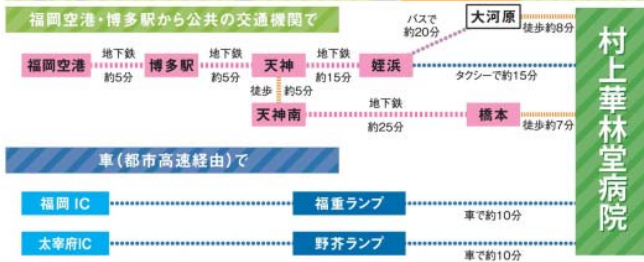 福岡空港・博多駅から公共の交通機関で
バスで
約20分
大河原
徒歩約8分
福岡空港
地下鉄
約5分
博多駅
地下鉄
約5分
天神
地下鉄
約15分
姪浜
タクシーで約15分
徒歩 約5分
天神南
地下鉄
約25分
橋本
徒歩約7分
車(都市高速経由)で
福岡 IC
福重ランプ
車で約10分
太宰府IC
野芥ランプ
車で約10分
村上華林堂病院